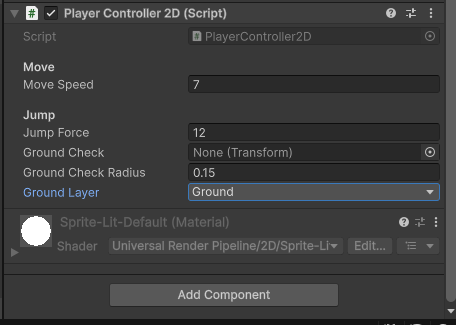 Player Controller 2D (Script)
Script PlayerController2D
Move
Move Speed 7
Jump
Jump Force 12
Ground Check None (Transform)
Ground Check Radius 0.15
Ground Layer Ground
Sprite-Lit-Default (Material)
Shader Universal Render Pipeline/2D/Sprite-Li Edit...
Add Component